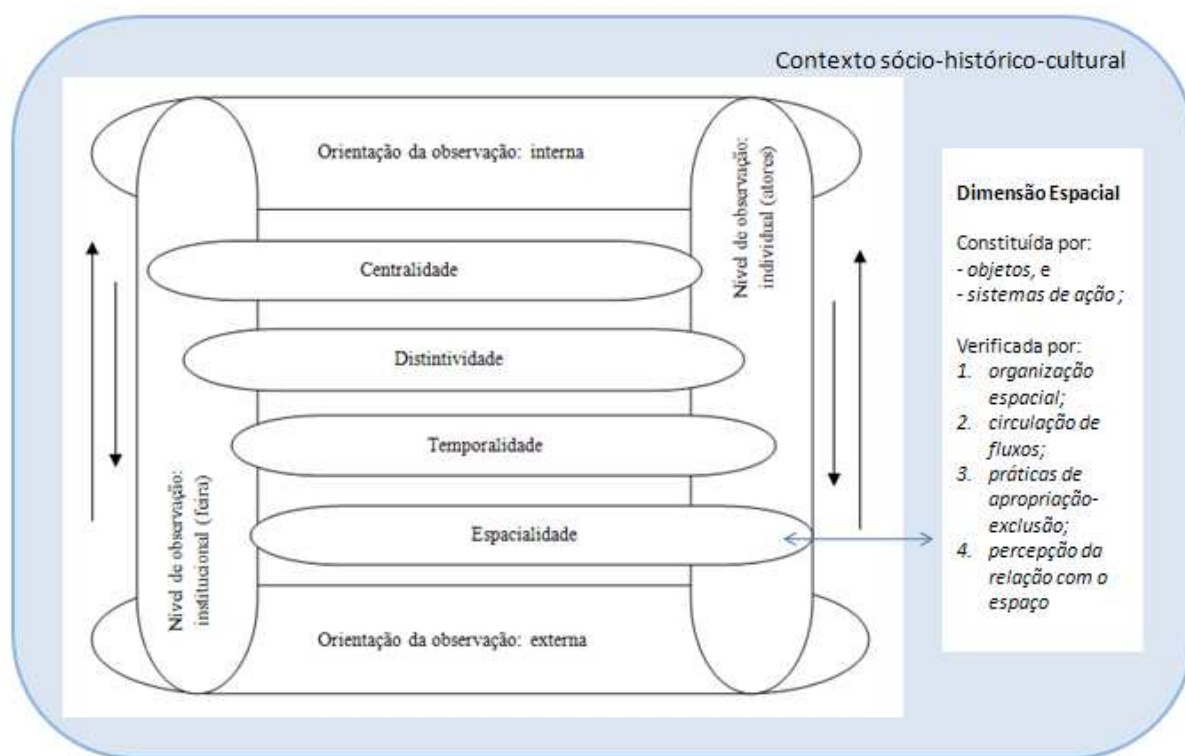 Contexto sócio-histórico-cultural
Orientação da observação: interna
Nível de observação:
individual (atores)
Centralidade
Distintividade
Temporalidade
Espacialidade
Nível de observação:
institucional (feira)
Orientação da observação: externa
Dimensão Espacial
Constituída por:
- objetos, e
- sistemas de ação ;
Verificada por:
1. organização
espacial;
2. circulação de
fluxos;
3. práticas de
apropriação-
exclusão;
4. percepção da
relação com o
espaço